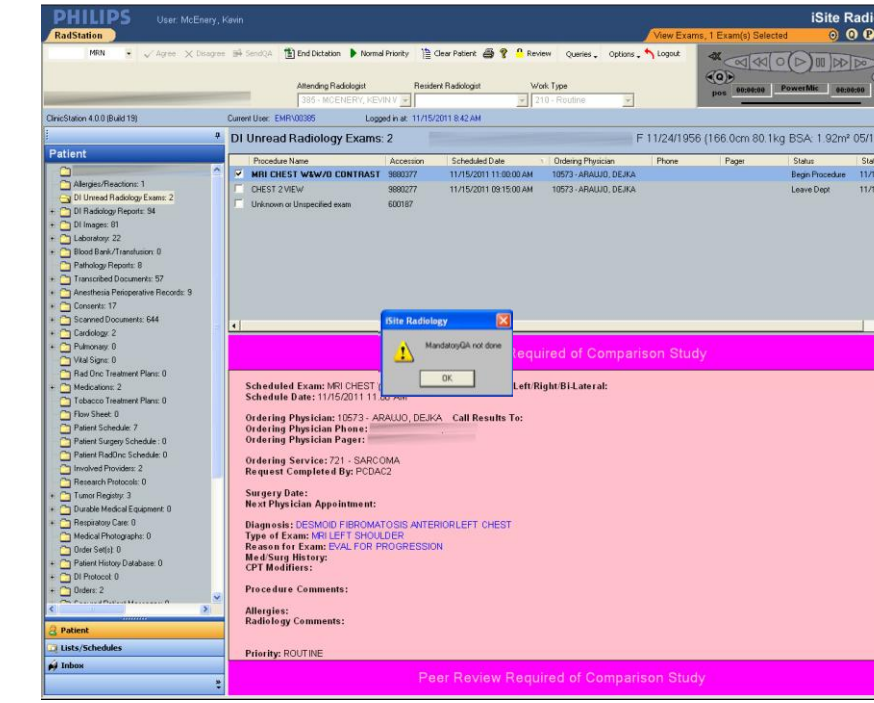 PHILIPS User: McEnery, Kevin iSite Radi
RadStation View Exams, 1 Exam(s) Selected
MRN Agree Disagree SendQA End Dictation Normal Priority Clear Patient Review Queries Options Logout
Attending Radiologist Resident Radiologist Work Type
385 - MCENERY, KEVIN V 210 - Routine
pos 00:00:00 PowerMic 00:00:00
ClinicStation 4.0.0 (Build 19) Current User: EMR\00385 Logged in at: 11/15/2011 8:42 AM
DI Unread Radiology Exams: 2 F 11/24/1956 (166.0cm 80.1kg BSA: 1.92m² 05/1
Patient
Procedure Name Accession Scheduled Date Ordering Physician Phone Pager Status Stat
MRI CHEST W&W/O CONTRAST 9880377 11/15/2011 11:00:00 AM 10573 - ARAUJO, DEJKA Begin Procedure 11/1
CHEST 2 VIEW 9880277 11/15/2011 09:15:00 AM 10573 - ARAUJO, DEJKA Leave Dept 11/1
Unknown or Unspecified exam 600187
Allergies/Reactions: 1
DI Unread Radiology Exams: 2
DI Radiology Reports: 94
DI Images: 81
Laboratory: 22
Blood Bank/Transfusion: 0
Pathology Reports: 8
Transcribed Documents: 57
Anesthesia Perioperative Records: 9
Consents: 17
Scanned Documents: 644
Cardiology: 2
Pulmonary: 0
Vital Signs: 0
Rad Onc Treatment Plans: 0
Medications: 2
Tobacco Treatment Plans: 0
Flow Sheet: 0
Patient Schedule: 7
Patient Surgery Schedule : 0
Patient RadOnc Schedule: 0
Involved Providers: 2
Research Protocols: 0
Tumor Registry: 3
Durable Medical Equipment: 0
Respiratory Care: 0
Medical Photographs: 0
Order Set(s): 0
Patient History Database: 0
DI Protocol: 0
Orders: 2
Patient
Lists/Schedules
Inbox
iSite Radiology
MandatoryQA not done
OK
equired of Comparison Study
Scheduled Exam: MRI CHEST Left/Right/Bi-Lateral:
Schedule Date: 11/15/2011 11:
Ordering Physician: 10573 - ARAUJO, DEJKA Call Results To:
Ordering Physician Phone:
Ordering Physician Pager:
Ordering Service: 721 - SARCOMA
Request Completed By: PCDAC2
Surgery Date:
Next Physician Appointment:
Diagnosis: DESMOID FIBROMATOSIS ANTERIORLEFT CHEST
Type of Exam: MRI LEFT SHOULDER
Reason for Exam: EVAL FOR PROGRESSION
Med/Surg History:
CPT Modifiers:
Procedure Comments:
Allergies:
Radiology Comments:
Priority: ROUTINE
Peer Review Required of Comparison Study